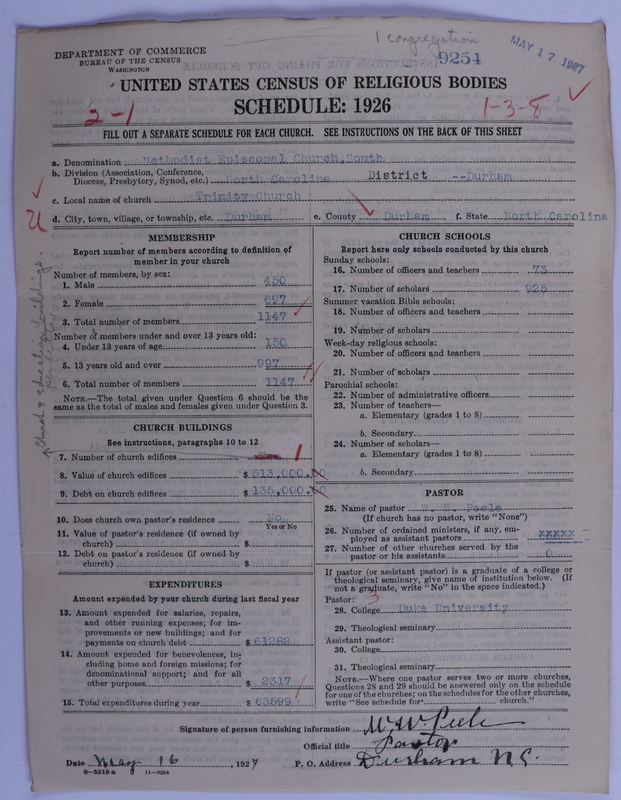 1 congregation
9254
MAY 17 1927
DEPARTMENT OF COMMERCE
BUREAU OF THE CENSUS
WASHINGTON
UNITED STATES CENSUS OF RELIGIOUS BODIES
SCHEDULE: 1926
2-1
1-3-8
FILL OUT A SEPARATE SCHEDULE FOR EACH CHURCH. SEE INSTRUCTIONS ON THE BACK OF THIS SHEET
a. Denomination Methodist Episcopal Church, South
b. Division (Association, Conference,
Diocese, Presbytery, Synod, etc.) North Carolina District --Durham
c. Local name of church Trinity Church
d. City, town, village, or township, etc. Durham e. County Durham f. State North Carolina
MEMBERSHIP
Report number of members according to definition of
member in your church
Number of members, by sex:
1. Male 450
2. Female 697
3. Total number of members 1147
Number of members under and over 13 years old:
4. Under 13 years of age 150
5. 13 years old and over 997
6. Total number of members 1147
NOTE.—The total given under Question 6 should be the
same as the total of males and females given under Question 3.
CHURCH BUILDINGS
See instructions, paragraphs 10 to 12
7. Number of church edifices 1
8. Value of church edifices $ 513,000.00
9. Debt on church edifices $ 135,000.00
10. Does church own pastor's residence No
Yes or No
11. Value of pastor's residence (if owned by
church) $
12. Debt on pastor's residence (if owned by
church) $
EXPENDITURES
Amount expended by your church during last fiscal year
13. Amount expended for salaries, repairs,
and other running expenses; for im-
provements or new buildings; and for
payments on church debt $ 61282
14. Amount expended for benevolences, in-
cluding home and foreign missions; for
denominational support; and for all
other purposes $ 2317
15. Total expenditures during year $ 63599
CHURCH SCHOOLS
Report here only schools conducted by this church
Sunday schools:
16. Number of officers and teachers 73
17. Number of scholars 925
Summer vacation Bible schools:
18. Number of officers and teachers
19. Number of scholars
Week-day religious schools:
20. Number of officers and teachers
21. Number of scholars
Parochial schools:
22. Number of administrative officers
23. Number of teachers—
a. Elementary (grades 1 to 8)
b. Secondary
24. Number of scholars—
a. Elementary (grades 1 to 8)
b. Secondary
PASTOR
25. Name of pastor W. W. Peele
(If church has no pastor, write "None")
26. Number of ordained ministers, if any, em-
ployed as assistant pastors xxxxx
27. Number of other churches served by the
pastor or his assistants 0
If pastor (or assistant pastor) is a graduate of a college or
theological seminary, give name of institution below. (If
not a graduate, write "No" in the space indicated.)
Pastor: 3
28. College Duke University
29. Theological seminary
Assistant pastor:
30. College
31. Theological seminary
NOTE.—Where one pastor serves two or more churches,
Questions 28 and 29 should be answered only on the schedule
for one of the churches; on the schedules for the other churches,
write "See schedule for church."
Signature of person furnishing information W W Peele
Official title Pastor
Date May 16, 1927 P. O. Address Durham N.C.
8-5518 a 11-9034